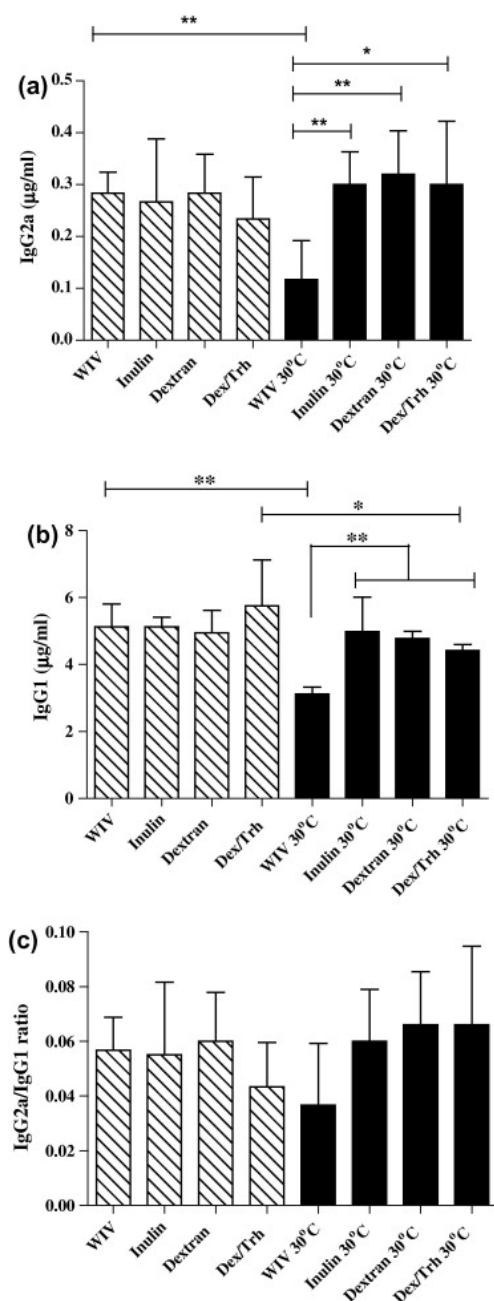 **
*
(a)
**
**
0.5
0.4
0.3
0.2
0.1
0.0
IgG2a (µg/ml)
WIV
Inulin
Dextran
Dex/Trh
WIV 30°C
Inulin 30°C
Dextran 30°C
Dex/Trh 30°C
**
*
(b)
**
8
6
4
2
0
IgG1 (µg/ml)
WIV
Inulin
Dextran
Dex/Trh
WIV 30°C
Inulin 30°C
Dextran 30°C
Dex/Trh 30°C
(c)
0.10
0.08
0.06
0.04
0.02
0.00
IgG2a/IgG1 ratio
WIV
Inulin
Dextran
Dex/Trh
WIV 30°C
Inulin 30°C
Dextran 30°C
Dex/Trh 30°C